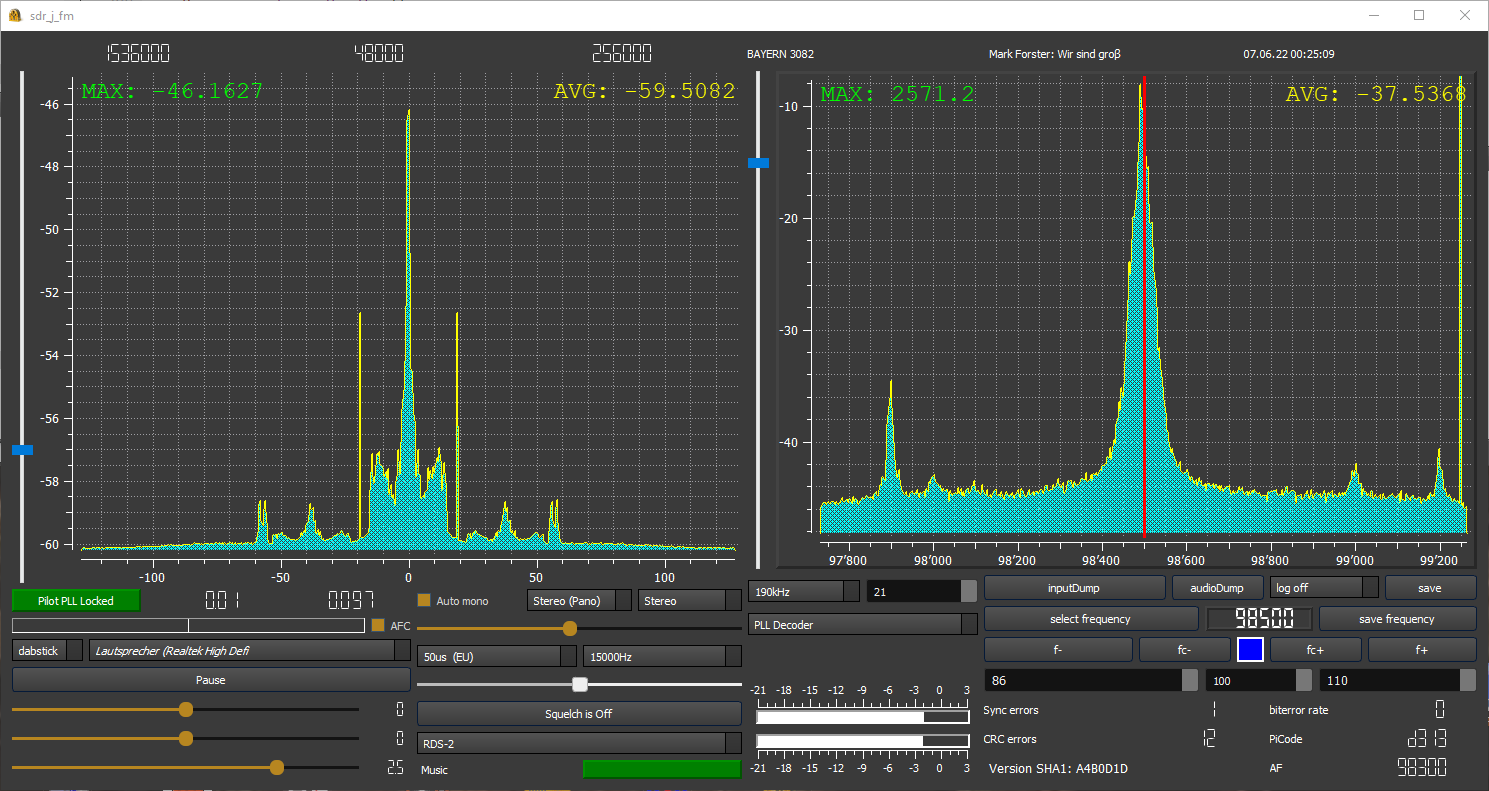 sdr_j_fm
1536000 48000 256000 BAYERN 3082 Mark Forster: Wir sind groß 07.06.22 00:25:09
MAX: -46.1627 AVG: -59.5082 MAX: 2571.2 AVG: -37.5368
-46
-48
-50
-52
-54
-56
-58
-60
-100 -50 0 50 100
-10
-20
-30
-40
97'800 98'000 98'200 98'400 98'600 98'800 99'000 99'200
Pilot PLL Locked 0.01 0.097 Auto mono Stereo (Pano) Stereo 190kHz 21 inputDump audioDump log off save
AFC PLL Decoder select frequency 98500 save frequency
dabstick Lautsprecher (Realtek High Defi 50us (EU) 15000Hz f- fc- fc+ f+
Pause 86 100 110
-21 -18 -15 -12 -9 -6 -3 0 3
0 Squelch is Off Sync errors 1 biterror rate 0
0 RDS-2 CRC errors 12 PiCode d313
25 Music -21 -18 -15 -12 -9 -6 -3 0 3 Version SHA1: A4B0D1D AF 98300